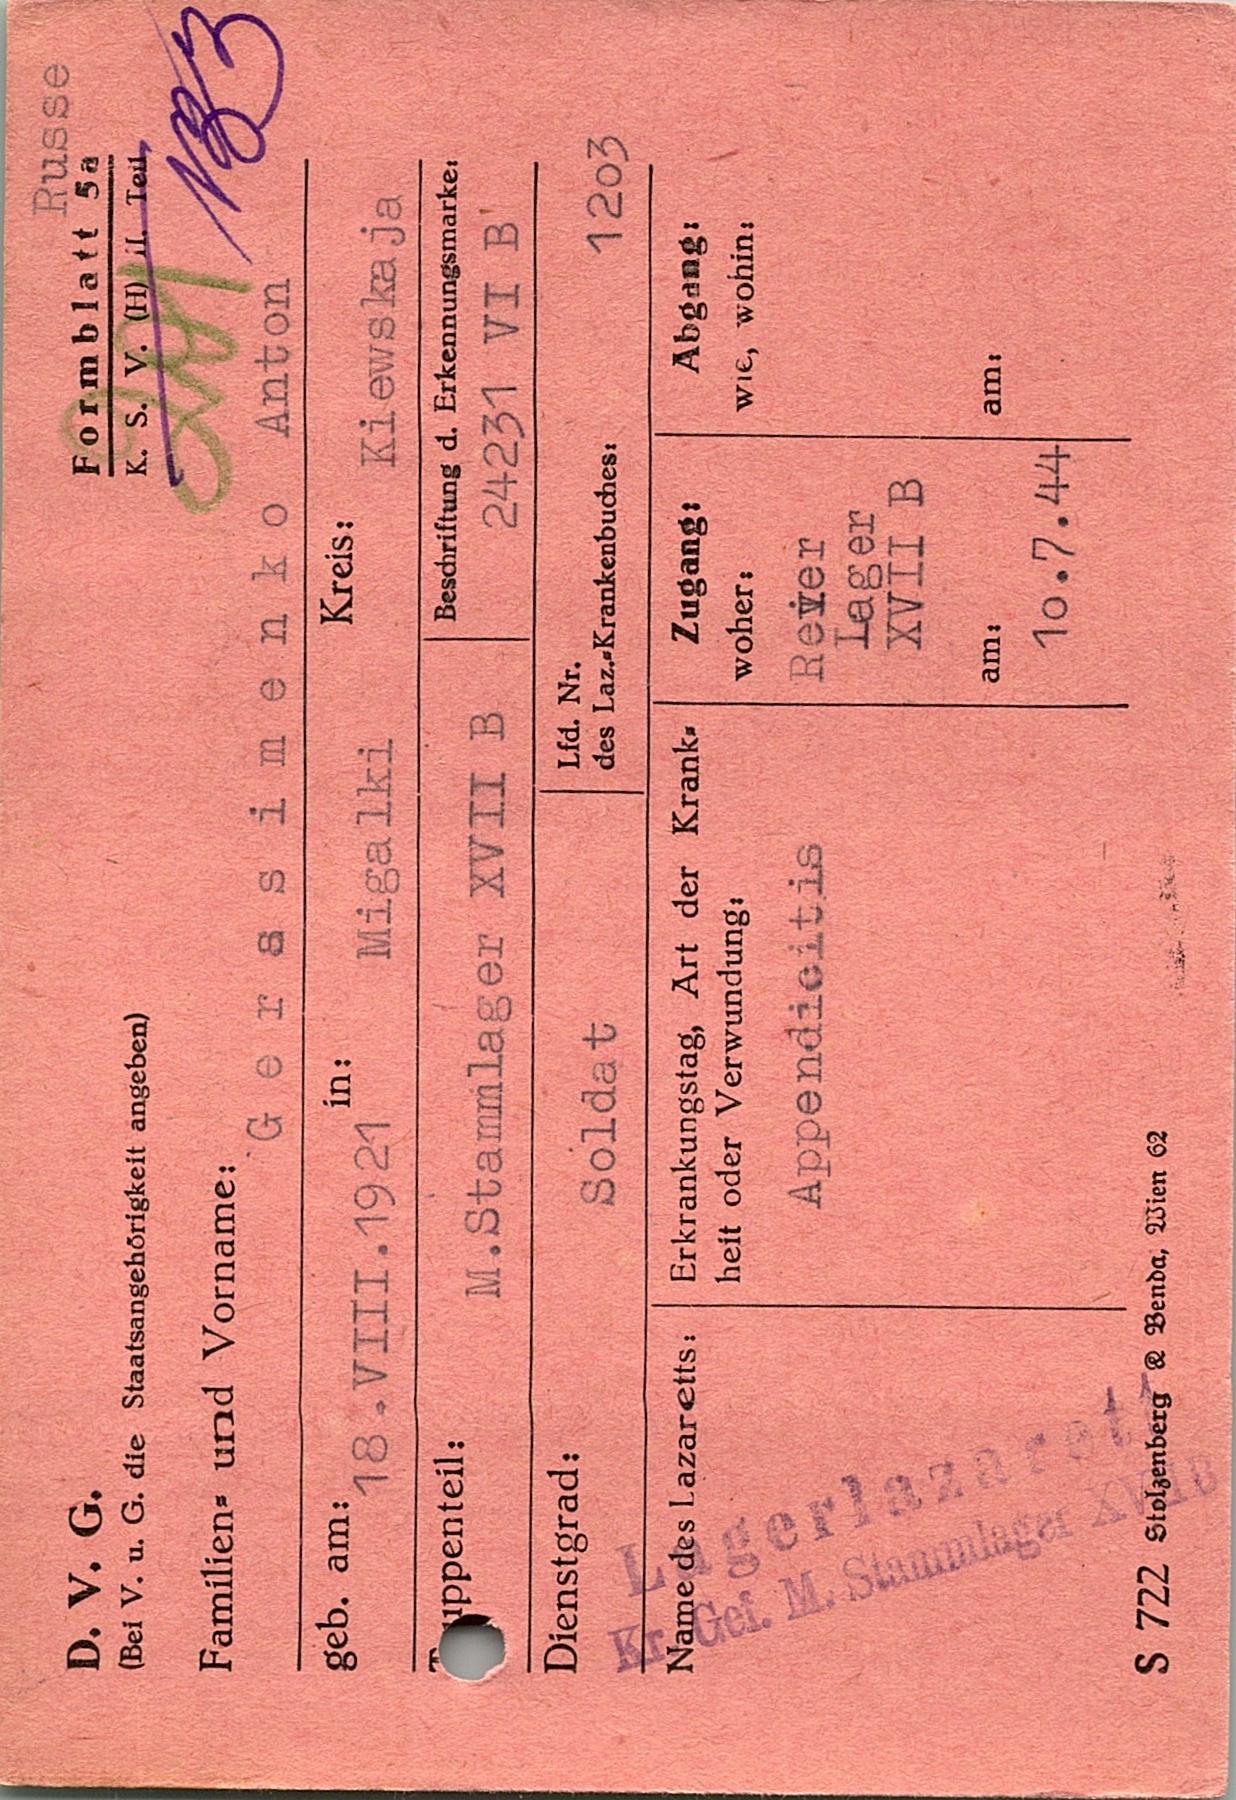 Russe
D. V. G.
Formblatt 5a
(Bei V. u. G. die Staatsangehörigkeit angeben)
K. S. V. (H) II. Teil
Familien- und Vorname:
Gerasimenko Anton
geb. am: 18.VIII.1921 in: Migalki Kreis: Kiewskaja
Truppenteil: M.Stammlager XVII B
Beschriftung d. Erkennungsmarke:
24231 VI B
Dienstgrad: Soldat
Lfd. Nr.
des Laz.-Krankenbuches: 1203
Name des Lazaretts:
Lagerlazarett
Kr. Gef. M. Stammlager XVII B
Erkrankungstag, Art der Krank-
heit oder Verwundung:
Appendicitis
Zugang:
woher:
Revier
Lager
XVII B
am:
10.7.44
Abgang:
wie, wohin:
am:
S 722 Stolzenberg & Benda, Wien 62